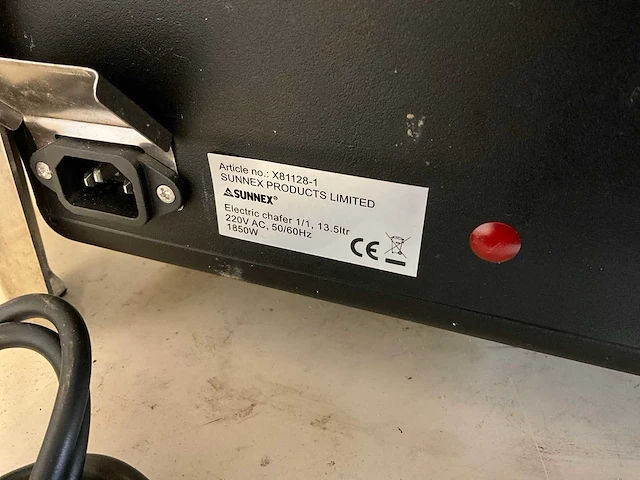 Article no.: X81128-1
SUNNEX PRODUCTS LIMITED
SUNNEX®
Electric chafer 1/1, 13.5ltr
220V AC, 50/60Hz
1850W
CE